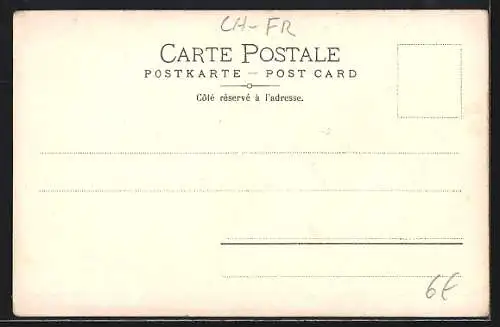 CH-FR
CARTE POSTALE
POSTKARTE — POST CARD
Côté réservé à l'adresse.
6€